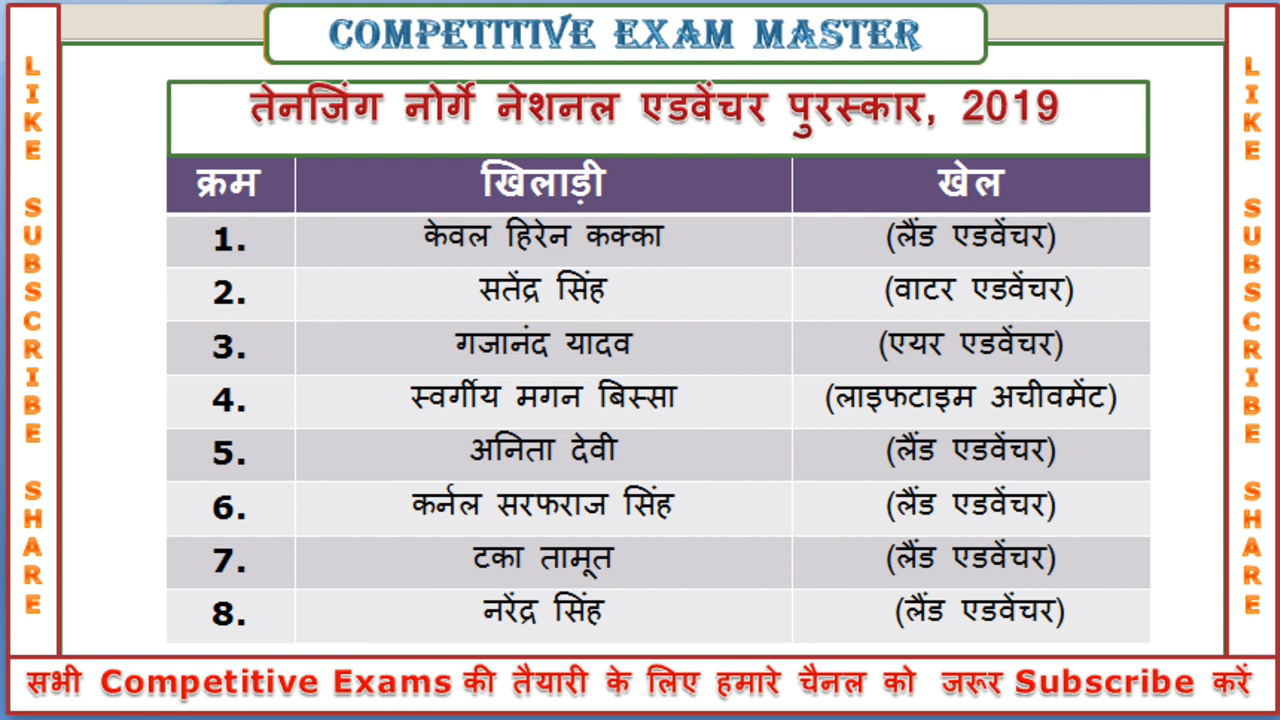 COMPETITIVE EXAM MASTER
तेनजिंग नोर्गे नेशनल एडवेंचर पुरस्कार, 2019
क्रम खिलाड़ी खेल
1. केवल हिरेन कक्का (लैंड एडवेंचर)
2. सतेंद्र सिंह (वाटर एडवेंचर)
3. गजानंद यादव (एयर एडवेंचर)
4. स्वर्गीय मगन बिस्सा (लाइफटाइम अचीवमेंट)
5. अनिता देवी (लैंड एडवेंचर)
6. कर्नल सरफराज सिंह (लैंड एडवेंचर)
7. टका तामूत (लैंड एडवेंचर)
8. नरेंद्र सिंह (लैंड एडवेंचर)
LIKE SUBSCRIBE SHARE
LIKE SUBSCRIBE SHARE
सभी Competitive Exams की तैयारी के लिए हमारे चैनल को जरूर Subscribe करें